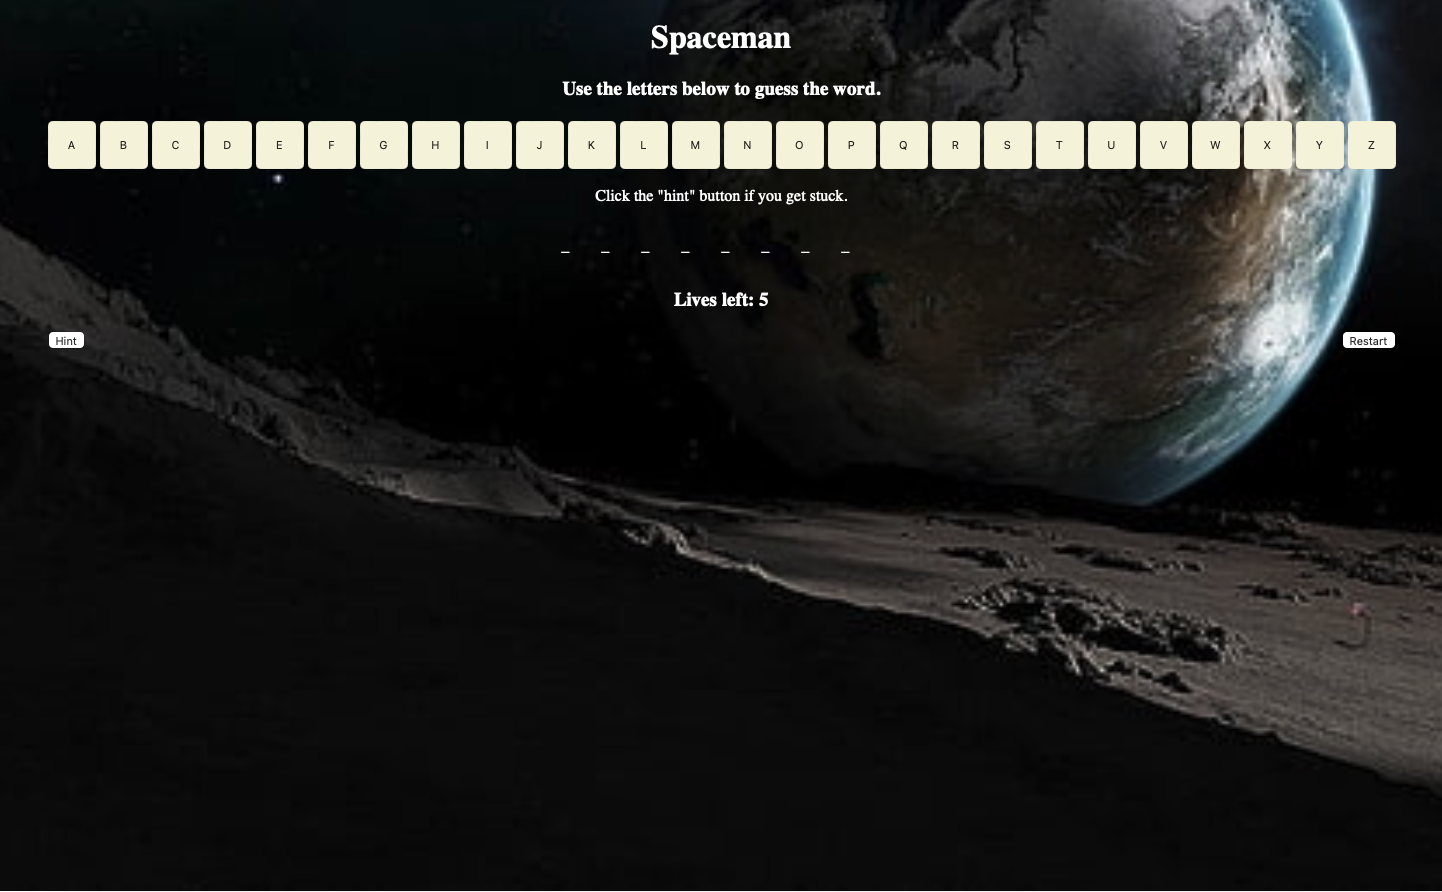 Spaceman
Use the letters below to guess the word.
A B C D E F G H I J K L M N O P Q R S T U V W X Y Z
Click the "hint" button if you get stuck.
_ _ _ _ _ _ _ _
Lives left: 5
Hint Restart